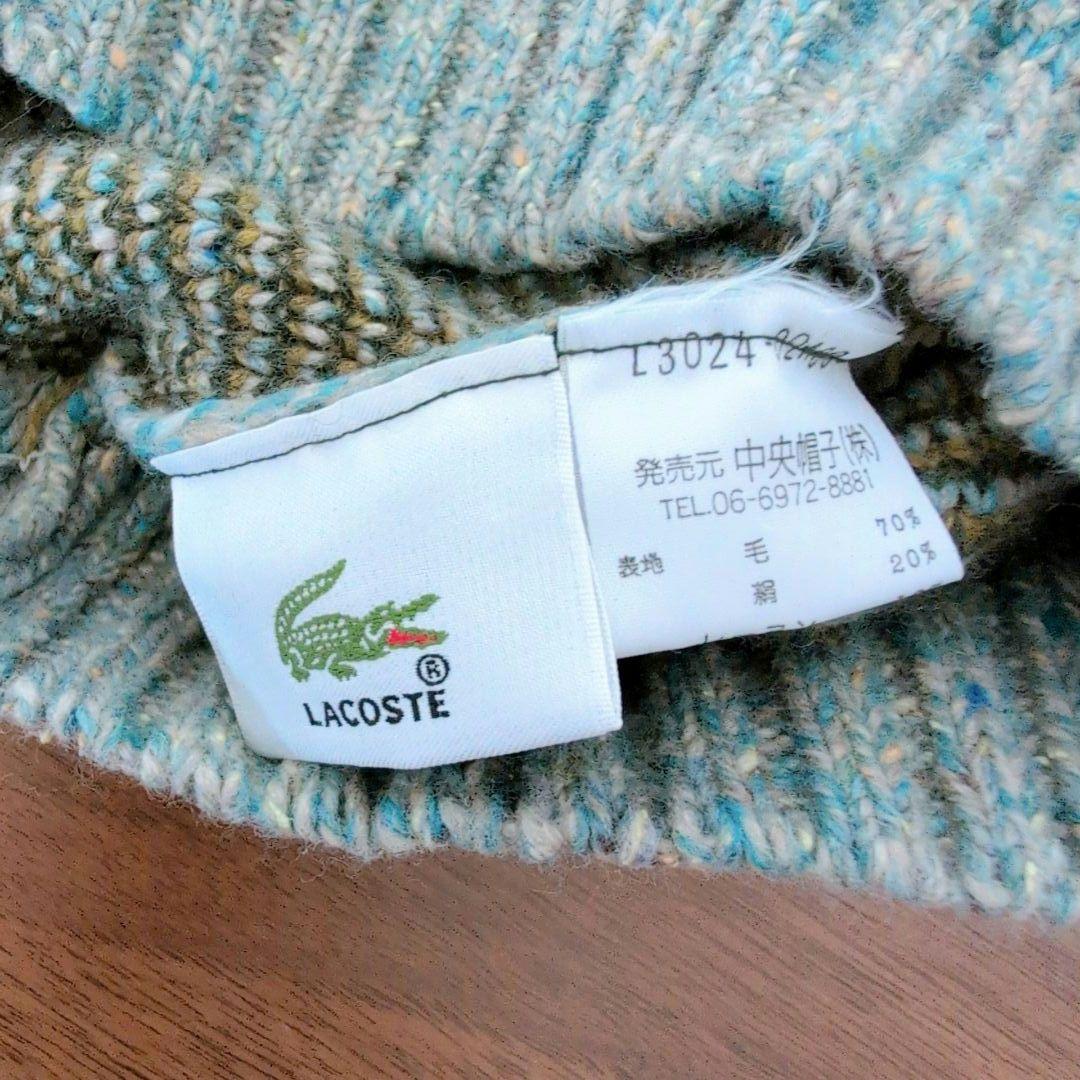 ®
LACOSTE
L3024
発売元 中央帽子(株)
TEL.06-6972-8881
表地 毛 70%
絹 20%